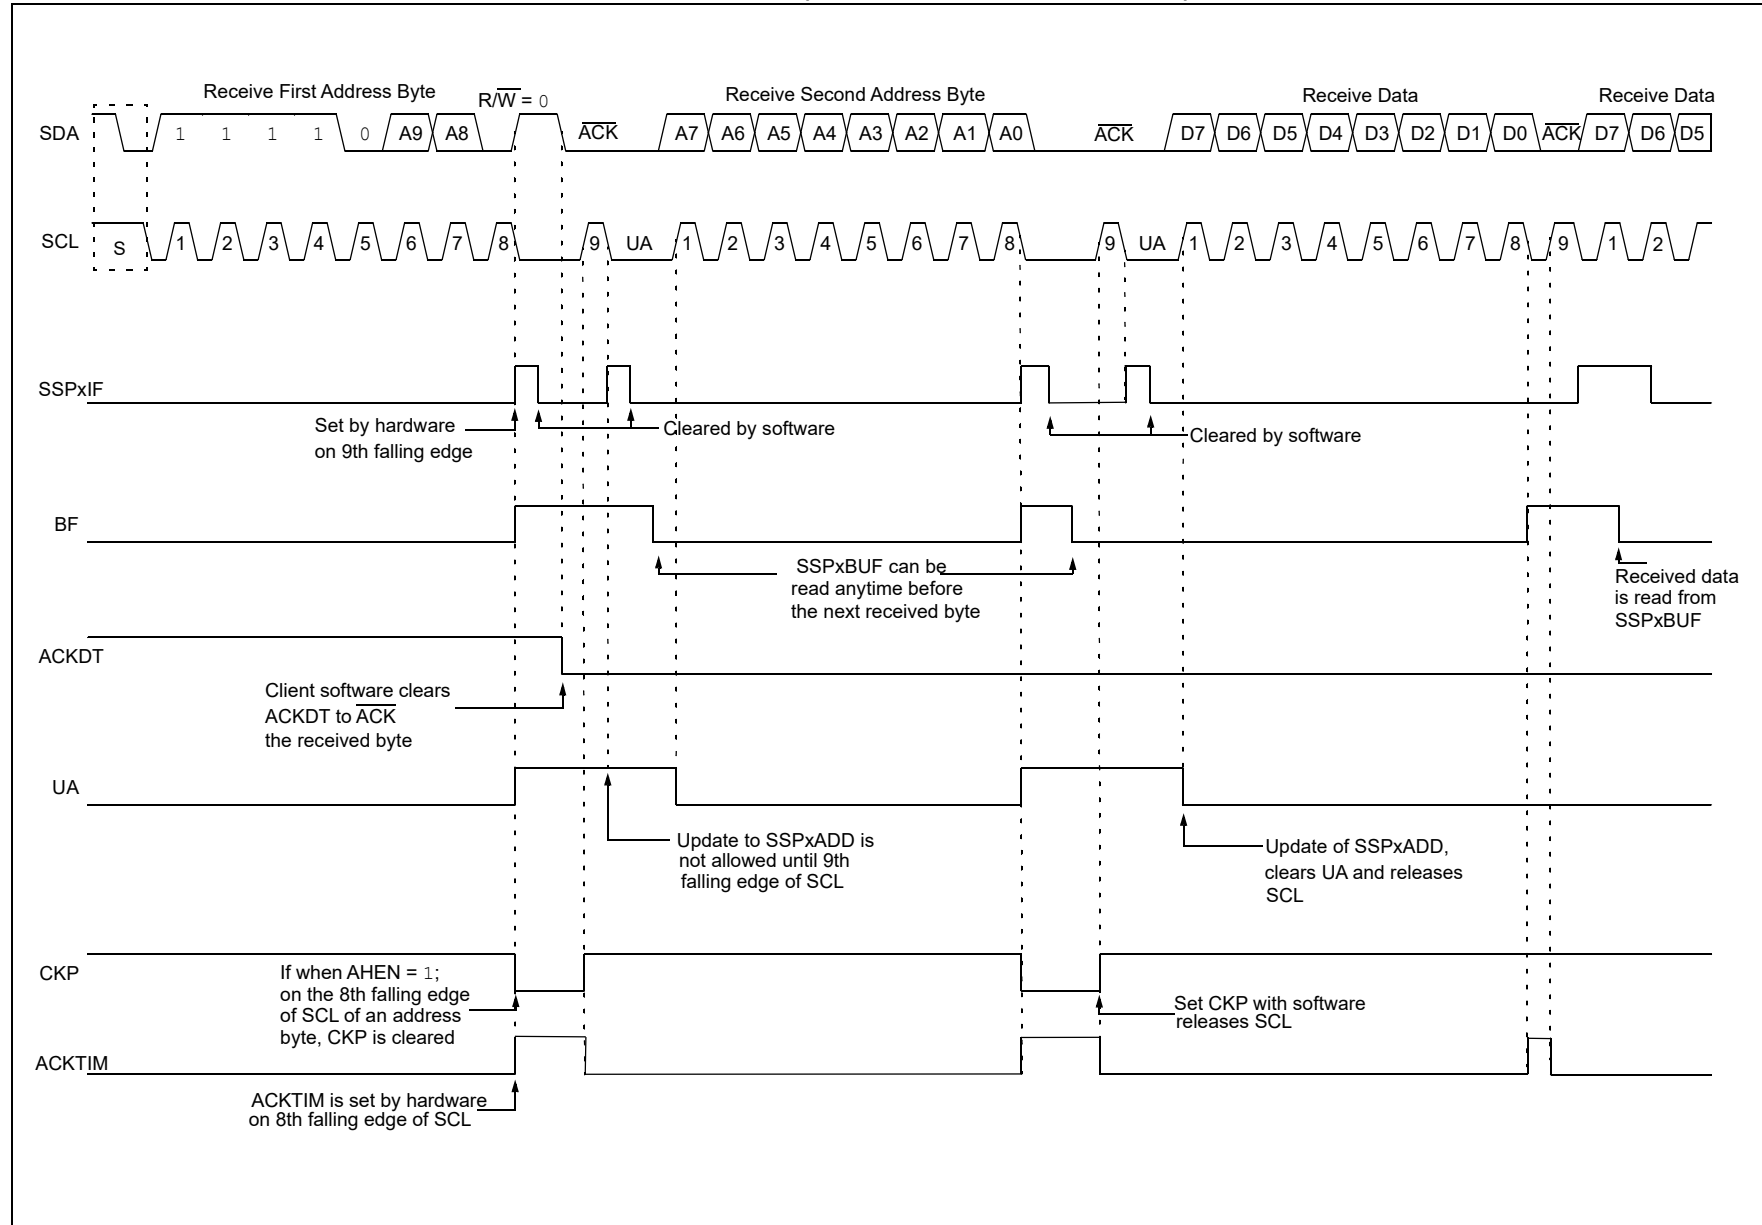 Receive First Address Byte
R/W = 0
Receive Second Address Byte
Receive Data
Receive Data
SDA
1 1 1 1 0 A9 A8
ACK
A7 A6 A5 A4 A3 A2 A1 A0
ACK
D7 D6 D5 D4 D3 D2 D1 D0
ACK
D7 D6 D5
SCL
S
1 2 3 4 5 6 7 8 9 UA
1 2 3 4 5 6 7 8 9 UA
1 2 3 4 5 6 7 8 9 1 2
SSPxIF
Set by hardware
on 9th falling edge
Cleared by software
Cleared by software
BF
SSPxBUF can be
read anytime before
the next received byte
Received data
is read from
SSPxBUF
ACKDT
Client software clears
ACKDT to ACK
the received byte
UA
Update to SSPxADD is
not allowed until 9th
falling edge of SCL
Update of SSPxADD,
clears UA and releases
SCL
CKP
If when AHEN = 1;
on the 8th falling edge
of SCL of an address
byte, CKP is cleared
Set CKP with software
releases SCL
ACKTIM
ACKTIM is set by hardware
on 8th falling edge of SCL